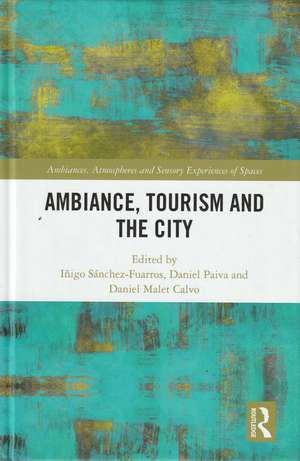 Ambiances, Atmospheres and Sensory Experiences of Spaces
AMBIANCE, TOURISM AND
THE CITY
Edited by
Iñigo Sánchez-Fuarros, Daniel Paiva and
Daniel Malet Calvo
ROUTLEDGE